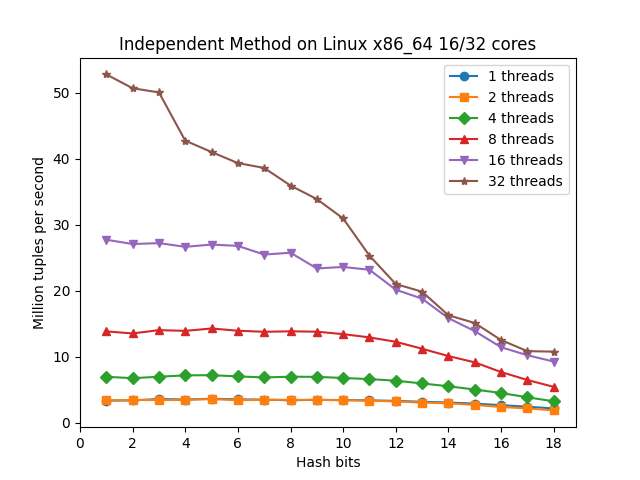 Independent Method on Linux x86_64 16/32 cores
1 threads
2 threads
4 threads
8 threads
16 threads
32 threads
Million tuples per second
50
40
30
20
10
0
0 2 4 6 8 10 12 14 16 18
Hash bits